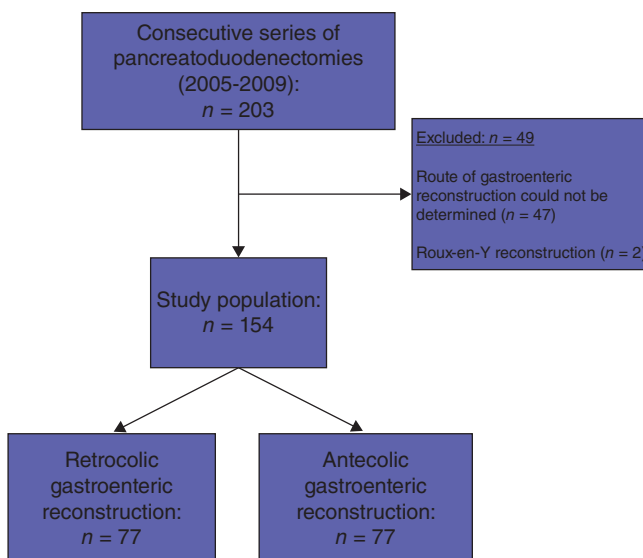 Consecutive series of
pancreatoduodenectomies
(2005-2009):
n = 203
Excluded: n = 49
Route of gastroenteric
reconstruction could not be
determined (n = 47)
Roux-en-Y reconstruction (n = 2)
Study population:
n = 154
Retrocolic
gastroenteric
reconstruction:
n = 77
Antecolic
gastroenteric
reconstruction:
n = 77